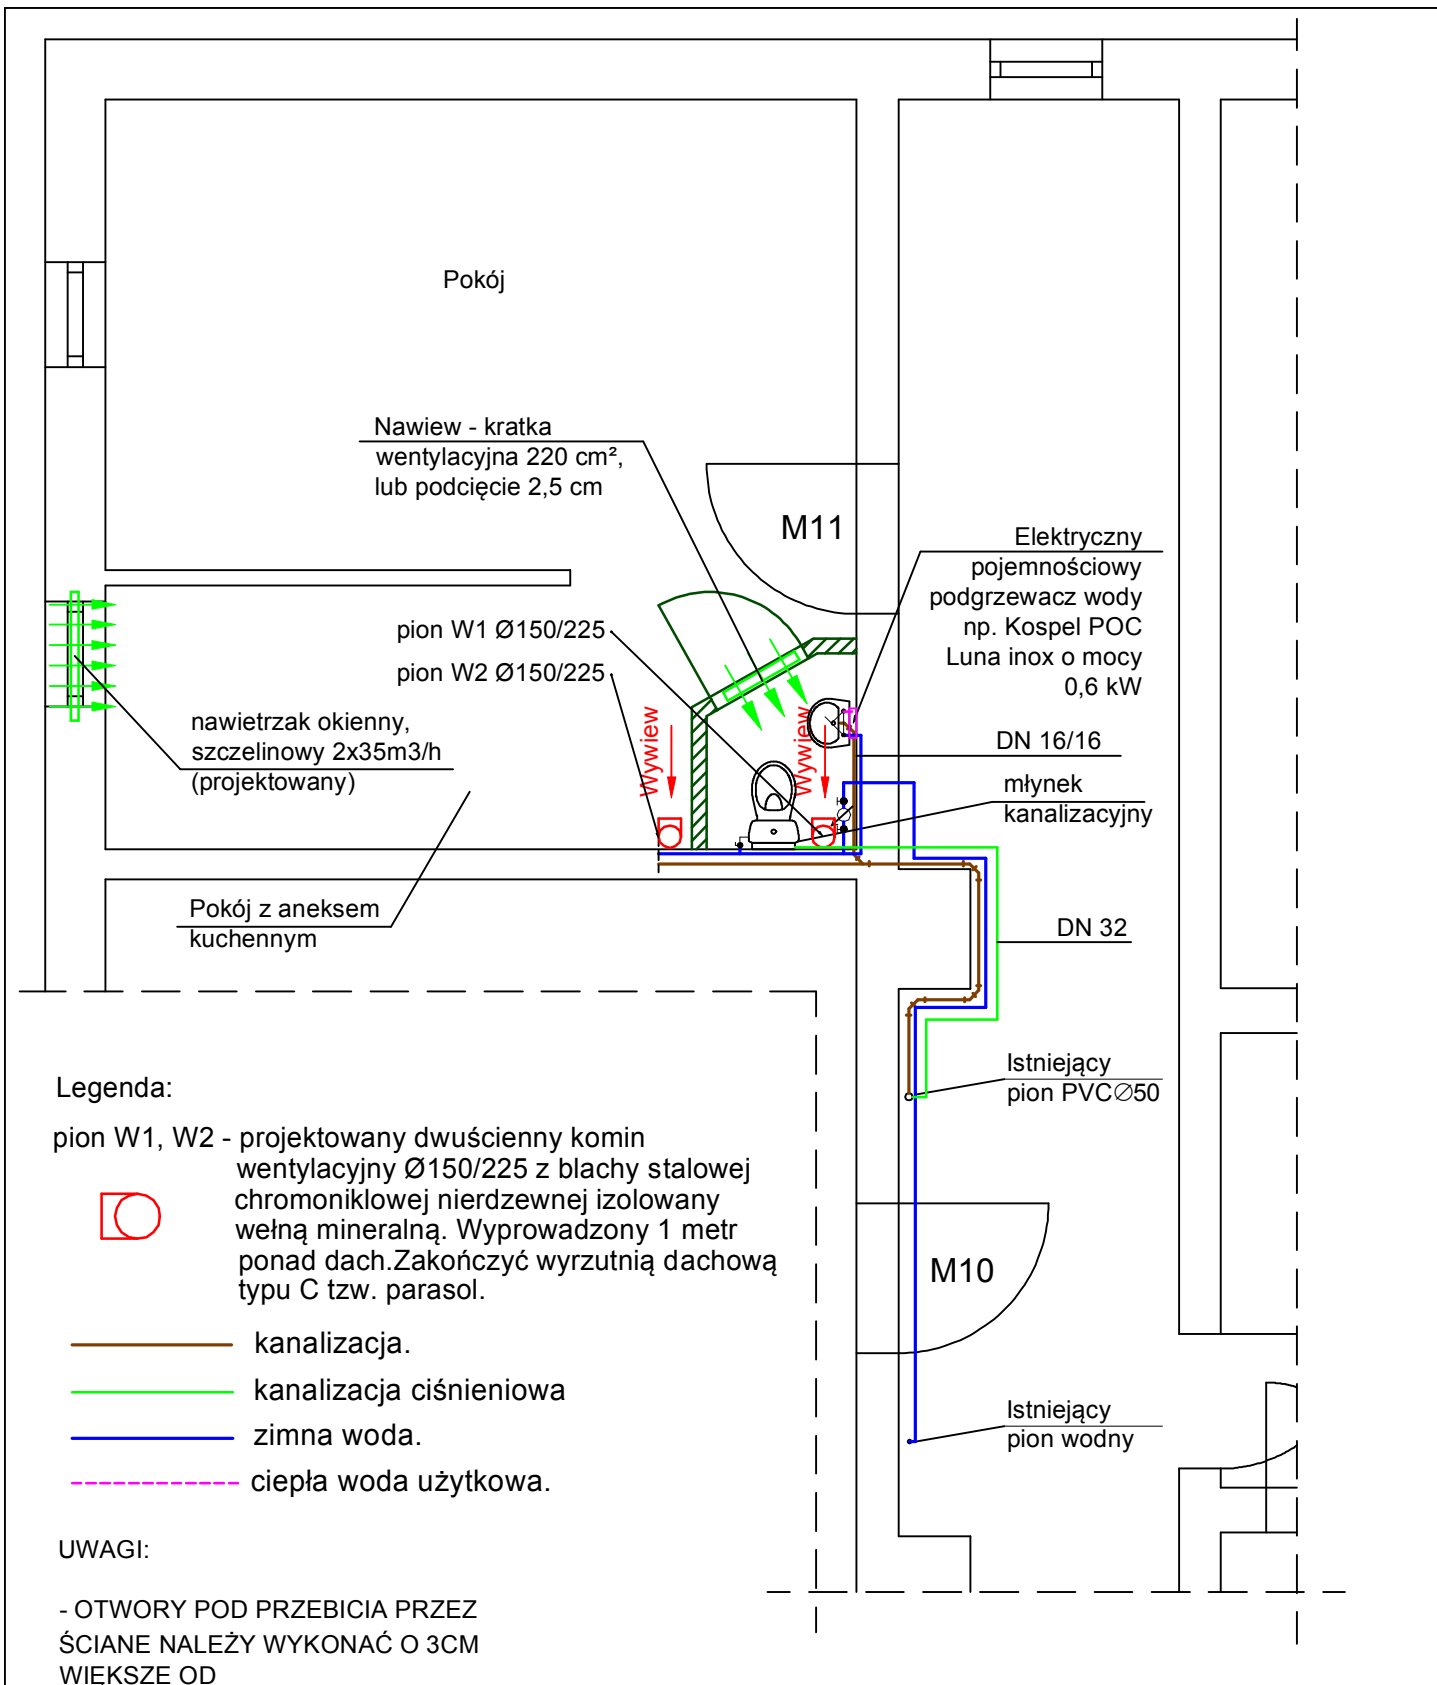 Pokój
Nawiew - kratka
wentylacyjna 220 cm²,
lub podcięcie 2,5 cm
M11
Elektryczny
pojemnościowy
podgrzewacz wody
np. Kospel POC
Luna inox o mocy
0,6 kW
pion W1 Ø150/225
pion W2 Ø150/225
nawietrzak okienny,
szczelinowy 2x35m3/h
(projektowany)
Wywiew
Wywiew
DN 16/16
młynek
kanalizacyjny
Pokój z aneksem
kuchennym
DN 32
Istniejący
pion PVC∅50
Legenda:
pion W1, W2 - projektowany dwuścienny komin
wentylacyjny Ø150/225 z blachy stalowej
chromoniklowej nierdzewnej izolowany
wełną mineralną. Wyprowadzony 1 metr
ponad dach.Zakończyć wyrzutnią dachową
typu C tzw. parasol.
M10
kanalizacja.
kanalizacja ciśnieniowa
zimna woda.
ciepła woda użytkowa.
Istniejący
pion wodny
UWAGI:
- OTWORY POD PRZEBICIA PRZEZ
ŚCIANE NALEŻY WYKONAĆ O 3CM
WIĘKSZE OD